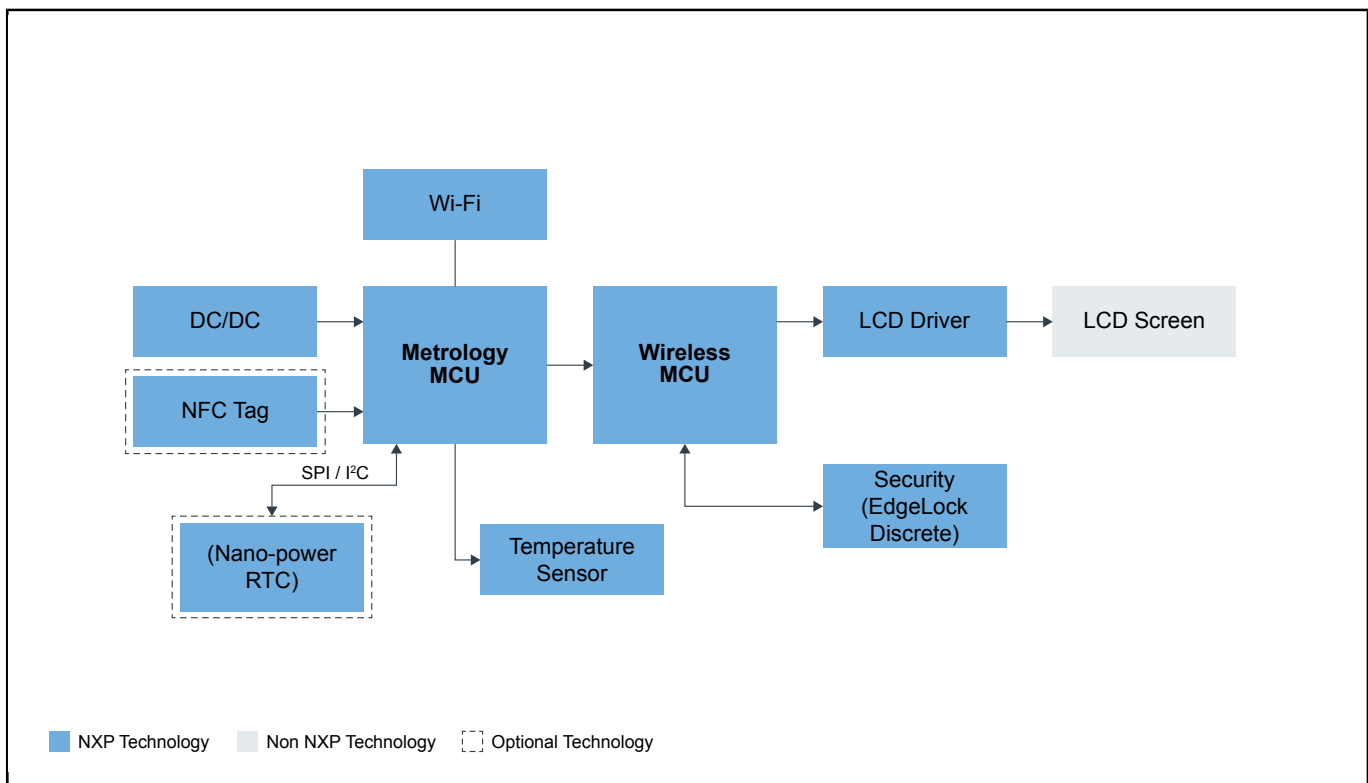 Wi-Fi
DC/DC
Metrology
MCU
Wireless
MCU
LCD Driver
LCD Screen
NFC Tag
SPI / I²C
(Nano-power
RTC)
Temperature
Sensor
Security
(EdgeLock
Discrete)
NXP Technology
Non NXP Technology
Optional Technology